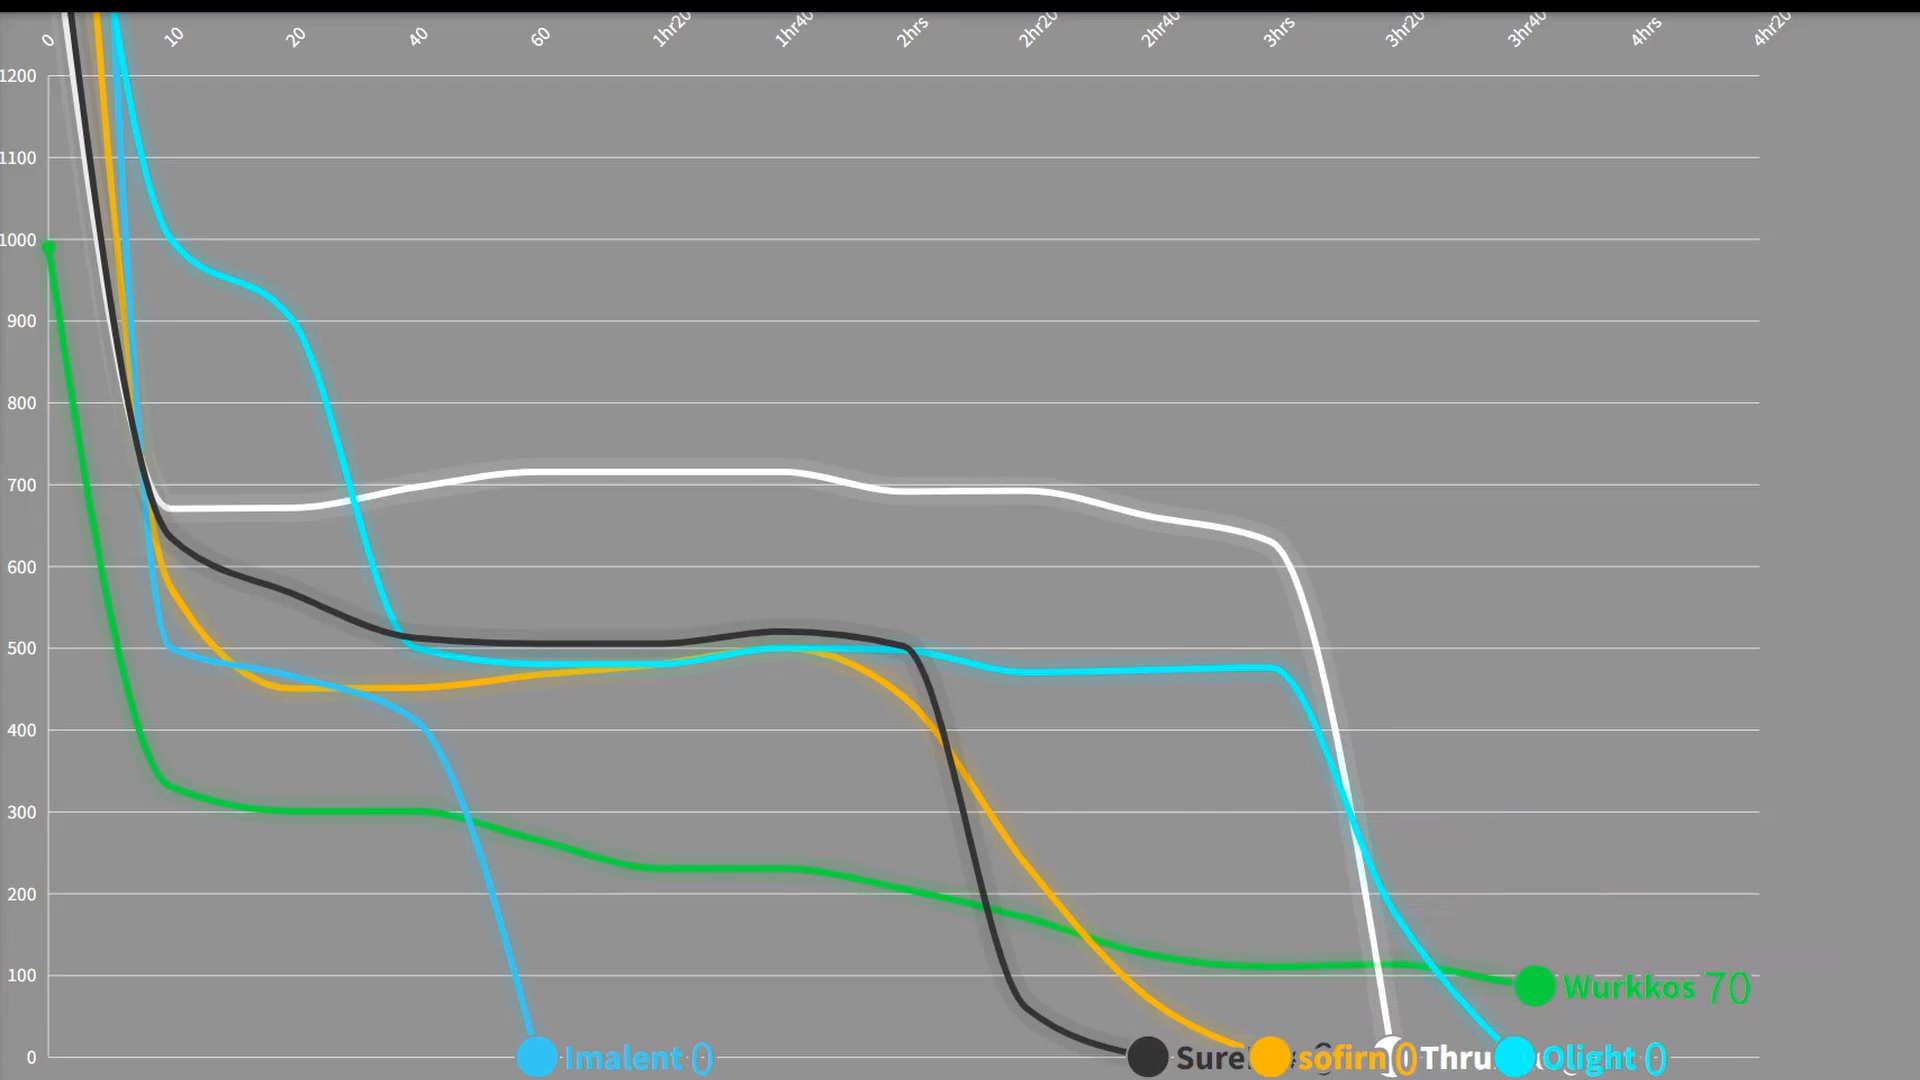 0 10 20 40 60 1hr20 1hr40 2hrs 2hr20 2hr40 3hrs 3hr20 3hr40 4hrs 4hr20
1200
1100
1000
900
800
700
600
500
400
300
200
100
Wurkkos 70
0
Imalent 0
Sure
sofirn 0
Thru
Olight 0